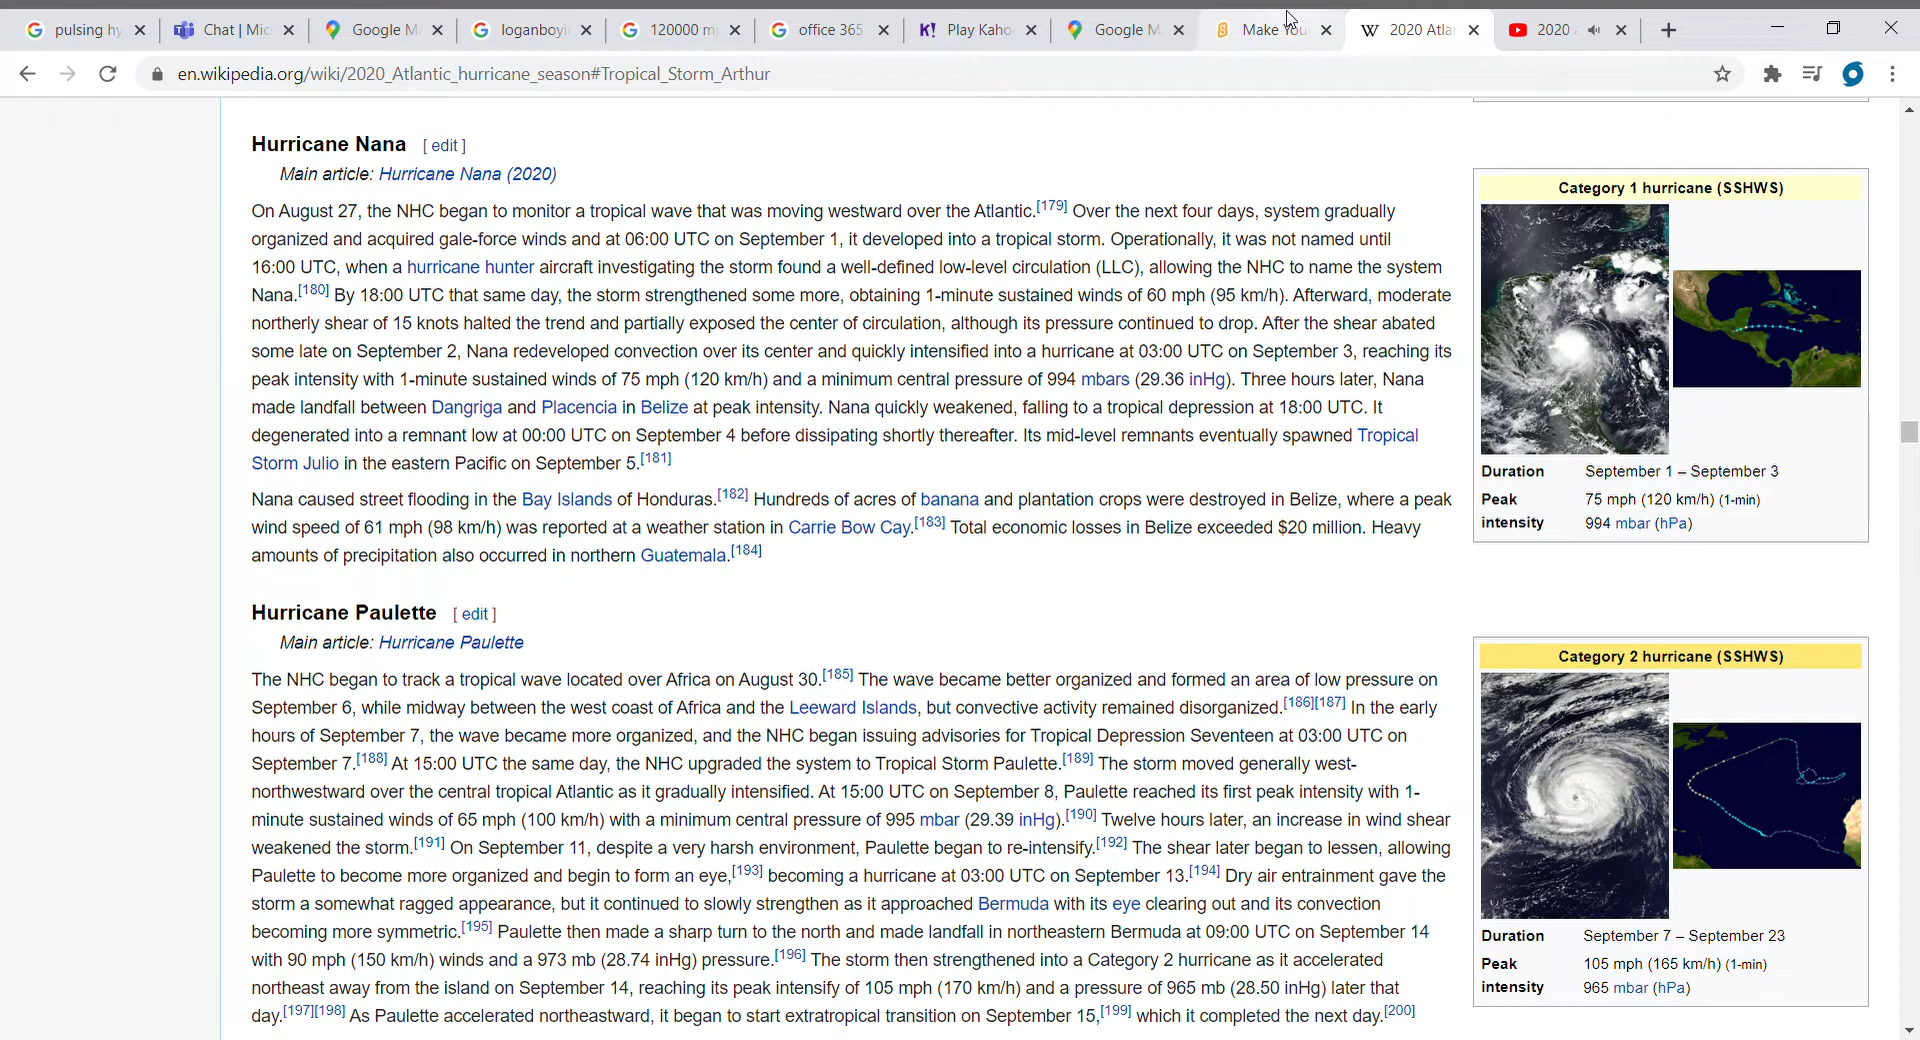 pulsing hy
Chat | Mic
Google M
loganboyi
120000 m
office 365
Play Kaho
Google M
Make You
2020 Atla
2020
en.wikipedia.org/wiki/2020_Atlantic_hurricane_season#Tropical_Storm_Arthur
Hurricane Nana [ edit ]
Main article: Hurricane Nana (2020)
On August 27, the NHC began to monitor a tropical wave that was moving westward over the Atlantic.[179] Over the next four days, system gradually
organized and acquired gale-force winds and at 06:00 UTC on September 1, it developed into a tropical storm. Operationally, it was not named until
16:00 UTC, when a hurricane hunter aircraft investigating the storm found a well-defined low-level circulation (LLC), allowing the NHC to name the system
Nana.[180] By 18:00 UTC that same day, the storm strengthened some more, obtaining 1-minute sustained winds of 60 mph (95 km/h). Afterward, moderate
northerly shear of 15 knots halted the trend and partially exposed the center of circulation, although its pressure continued to drop. After the shear abated
some late on September 2, Nana redeveloped convection over its center and quickly intensified into a hurricane at 03:00 UTC on September 3, reaching its
peak intensity with 1-minute sustained winds of 75 mph (120 km/h) and a minimum central pressure of 994 mbars (29.36 inHg). Three hours later, Nana
made landfall between Dangriga and Placencia in Belize at peak intensity. Nana quickly weakened, falling to a tropical depression at 18:00 UTC. It
degenerated into a remnant low at 00:00 UTC on September 4 before dissipating shortly thereafter. Its mid-level remnants eventually spawned Tropical
Storm Julio in the eastern Pacific on September 5.[181]
Nana caused street flooding in the Bay Islands of Honduras.[182] Hundreds of acres of banana and plantation crops were destroyed in Belize, where a peak
wind speed of 61 mph (98 km/h) was reported at a weather station in Carrie Bow Cay.[183] Total economic losses in Belize exceeded $20 million. Heavy
amounts of precipitation also occurred in northern Guatemala.[184]
Category 1 hurricane (SSHWS)
Duration September 1 – September 3
Peak intensity 75 mph (120 km/h) (1-min)
994 mbar (hPa)
Hurricane Paulette [ edit ]
Main article: Hurricane Paulette
The NHC began to track a tropical wave located over Africa on August 30.[185] The wave became better organized and formed an area of low pressure on
September 6, while midway between the west coast of Africa and the Leeward Islands, but convective activity remained disorganized.[186][187] In the early
hours of September 7, the wave became more organized, and the NHC began issuing advisories for Tropical Depression Seventeen at 03:00 UTC on
September 7.[188] At 15:00 UTC the same day, the NHC upgraded the system to Tropical Storm Paulette.[189] The storm moved generally west-
northwestward over the central tropical Atlantic as it gradually intensified. At 15:00 UTC on September 8, Paulette reached its first peak intensity with 1-
minute sustained winds of 65 mph (100 km/h) with a minimum central pressure of 995 mbar (29.39 inHg).[190] Twelve hours later, an increase in wind shear
weakened the storm.[191] On September 11, despite a very harsh environment, Paulette began to re-intensify.[192] The shear later began to lessen, allowing
Paulette to become more organized and begin to form an eye,[193] becoming a hurricane at 03:00 UTC on September 13.[194] Dry air entrainment gave the
storm a somewhat ragged appearance, but it continued to slowly strengthen as it approached Bermuda with its eye clearing out and its convection
becoming more symmetric.[195] Paulette then made a sharp turn to the north and made landfall in northeastern Bermuda at 09:00 UTC on September 14
with 90 mph (150 km/h) winds and a 973 mb (28.74 inHg) pressure.[196] The storm then strengthened into a Category 2 hurricane as it accelerated
northeast away from the island on September 14, reaching its peak intensify of 105 mph (170 km/h) and a pressure of 965 mb (28.50 inHg) later that
day.[197][198] As Paulette accelerated northeastward, it began to start extratropical transition on September 15,[199] which it completed the next day.[200]
Category 2 hurricane (SSHWS)
Duration September 7 – September 23
Peak intensity 105 mph (165 km/h) (1-min)
965 mbar (hPa)